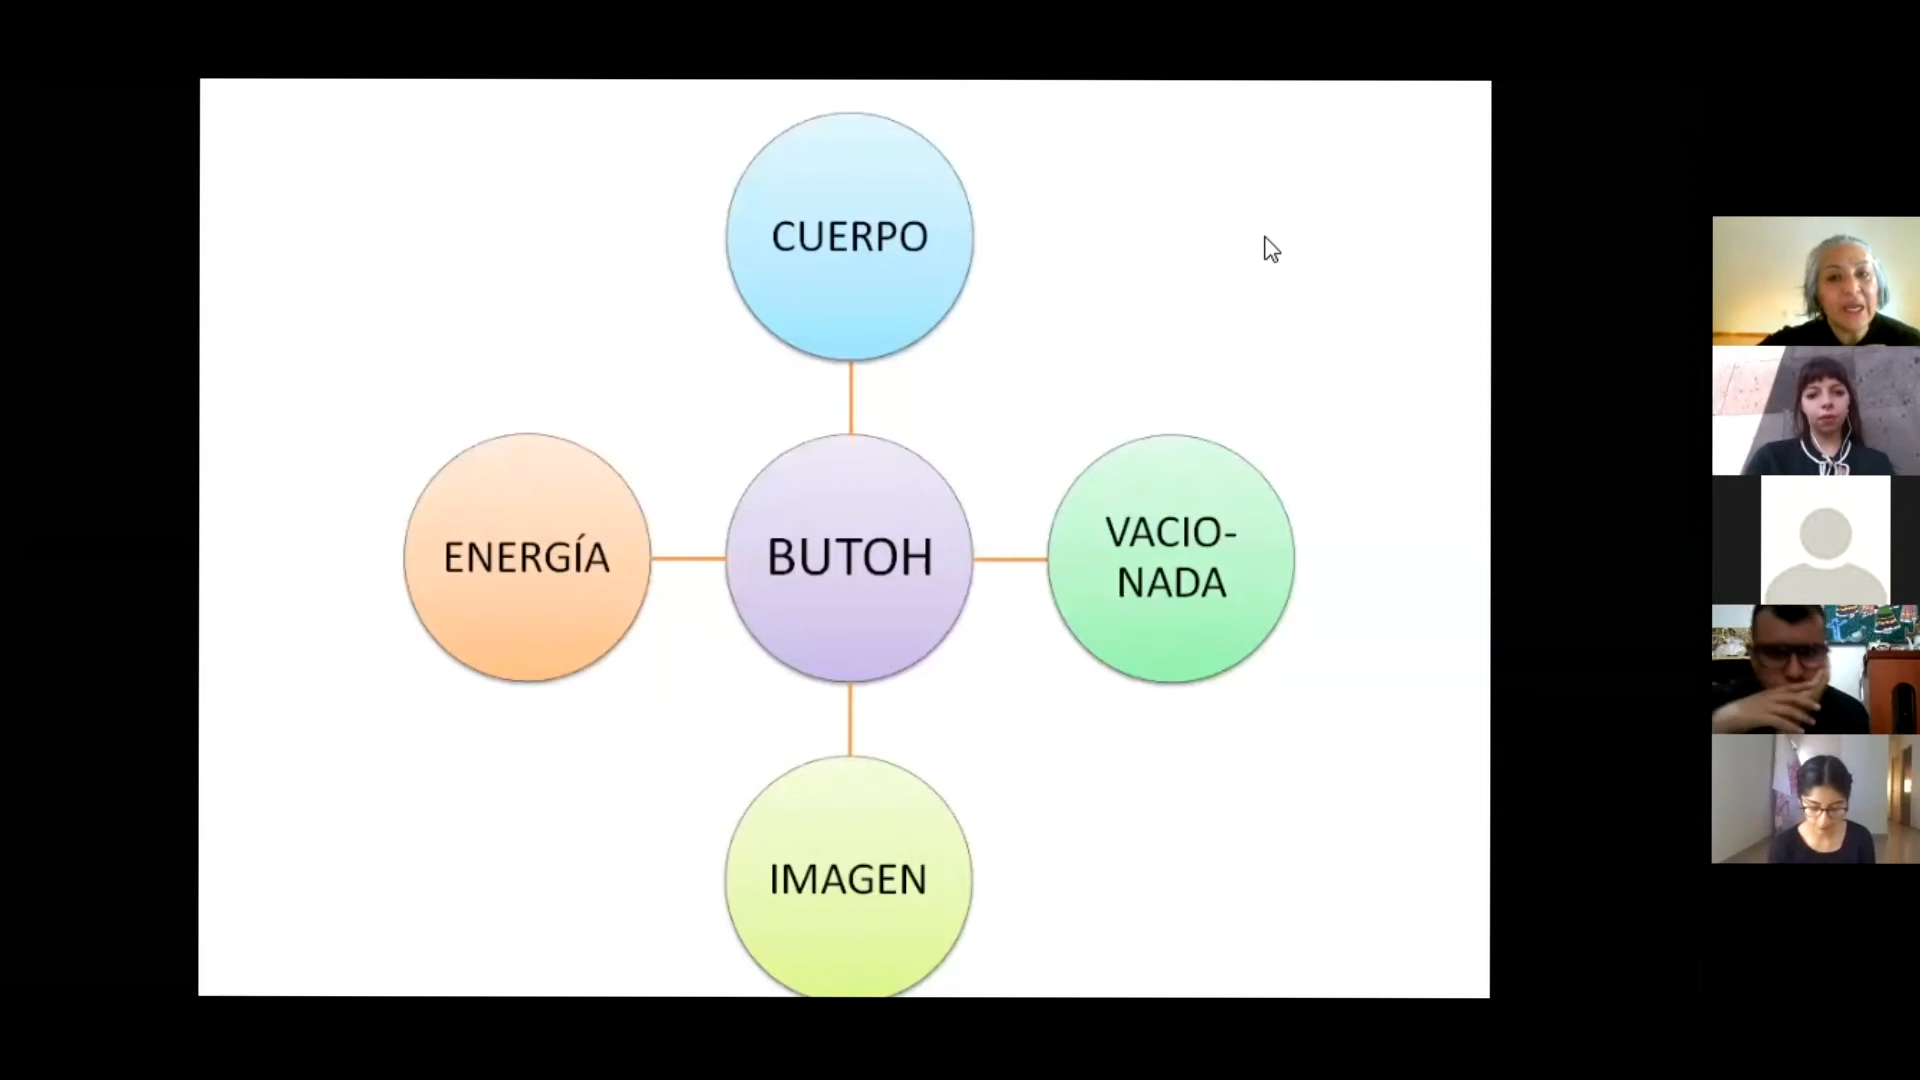 CUERPO
ENERGÍA
BUTOH
VACIO-
NADA
IMAGEN